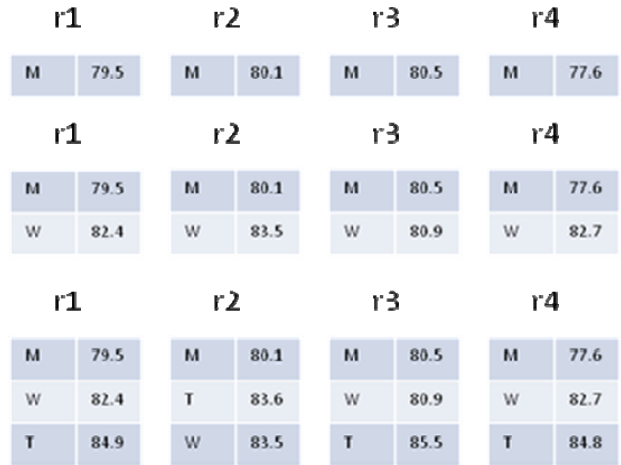 r1 r2 r3 r4
M 79.5 M 80.1 M 80.5 M 77.6
r1 r2 r3 r4
M 79.5 M 80.1 M 80.5 M 77.6
W 82.4 W 83.5 W 80.9 W 82.7
r1 r2 r3 r4
M 79.5 M 80.1 M 80.5 M 77.6
W 82.4 T 83.6 W 80.9 W 82.7
T 84.9 W 83.5 T 85.5 T 84.8